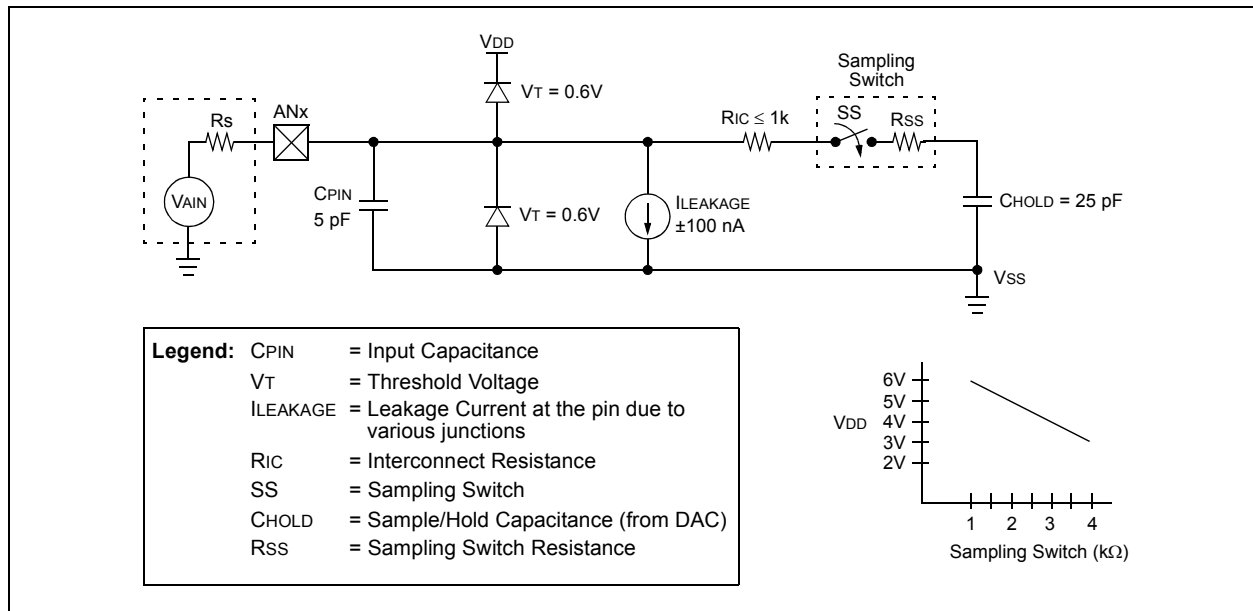 VDD
Sampling
Switch
VT = 0.6V
Rs
ANx
RIC ≤ 1k
SS
RSS
VAIN
CPIN
5 pF
VT = 0.6V
ILEAKAGE
±100 nA
CHOLD = 25 pF
VSS
Legend: CPIN = Input Capacitance
VT = Threshold Voltage
ILEAKAGE = Leakage Current at the pin due to
various junctions
RIC = Interconnect Resistance
SS = Sampling Switch
CHOLD = Sample/Hold Capacitance (from DAC)
RSS = Sampling Switch Resistance
6V
5V
VDD 4V
3V
2V
1 2 3 4
Sampling Switch (kΩ)